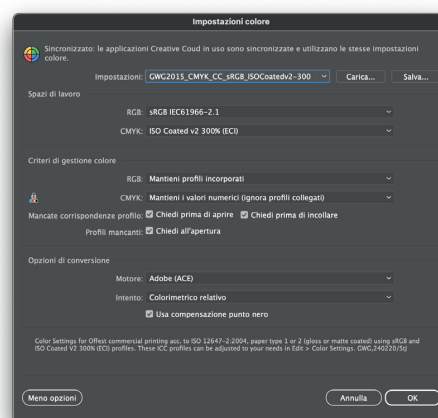 Impostazioni colore
Sincronizzato: le applicazioni Creative Coud in uso sono sincronizzate e utilizzano le stesse impostazioni
colore.
Impostazioni: GWG2015_CMYK_CC_sRGB_ISOCoatedv2-300 Carica... Salva...
Spazi di lavoro
RGB: sRGB IEC61966-2.1
CMYK: ISO Coated v2 300% (ECI)
Criteri di gestione colore
RGB: Mantieni profili incorporati
CMYK: Mantieni i valori numerici (ignora profili collegati)
Mancate corrispondenze profilo: Chiedi prima di aprire Chiedi prima di incollare
Profili mancanti: Chiedi all'apertura
Opzioni di conversione
Motore: Adobe (ACE)
Intento: Colorimetrico relativo
Usa compensazione punto nero
Color Settings for Offest commercial printing acc. to ISO 12647-2:2004, paper type 1 or 2 (gloss or matte coated) using sRGB and
ISO Coated V2 300% (ECI) profiles. These ICC profiles can be adjusted to your needs in Edit > Color Settings. GWG,240220/StJ
Meno opzioni Annulla OK